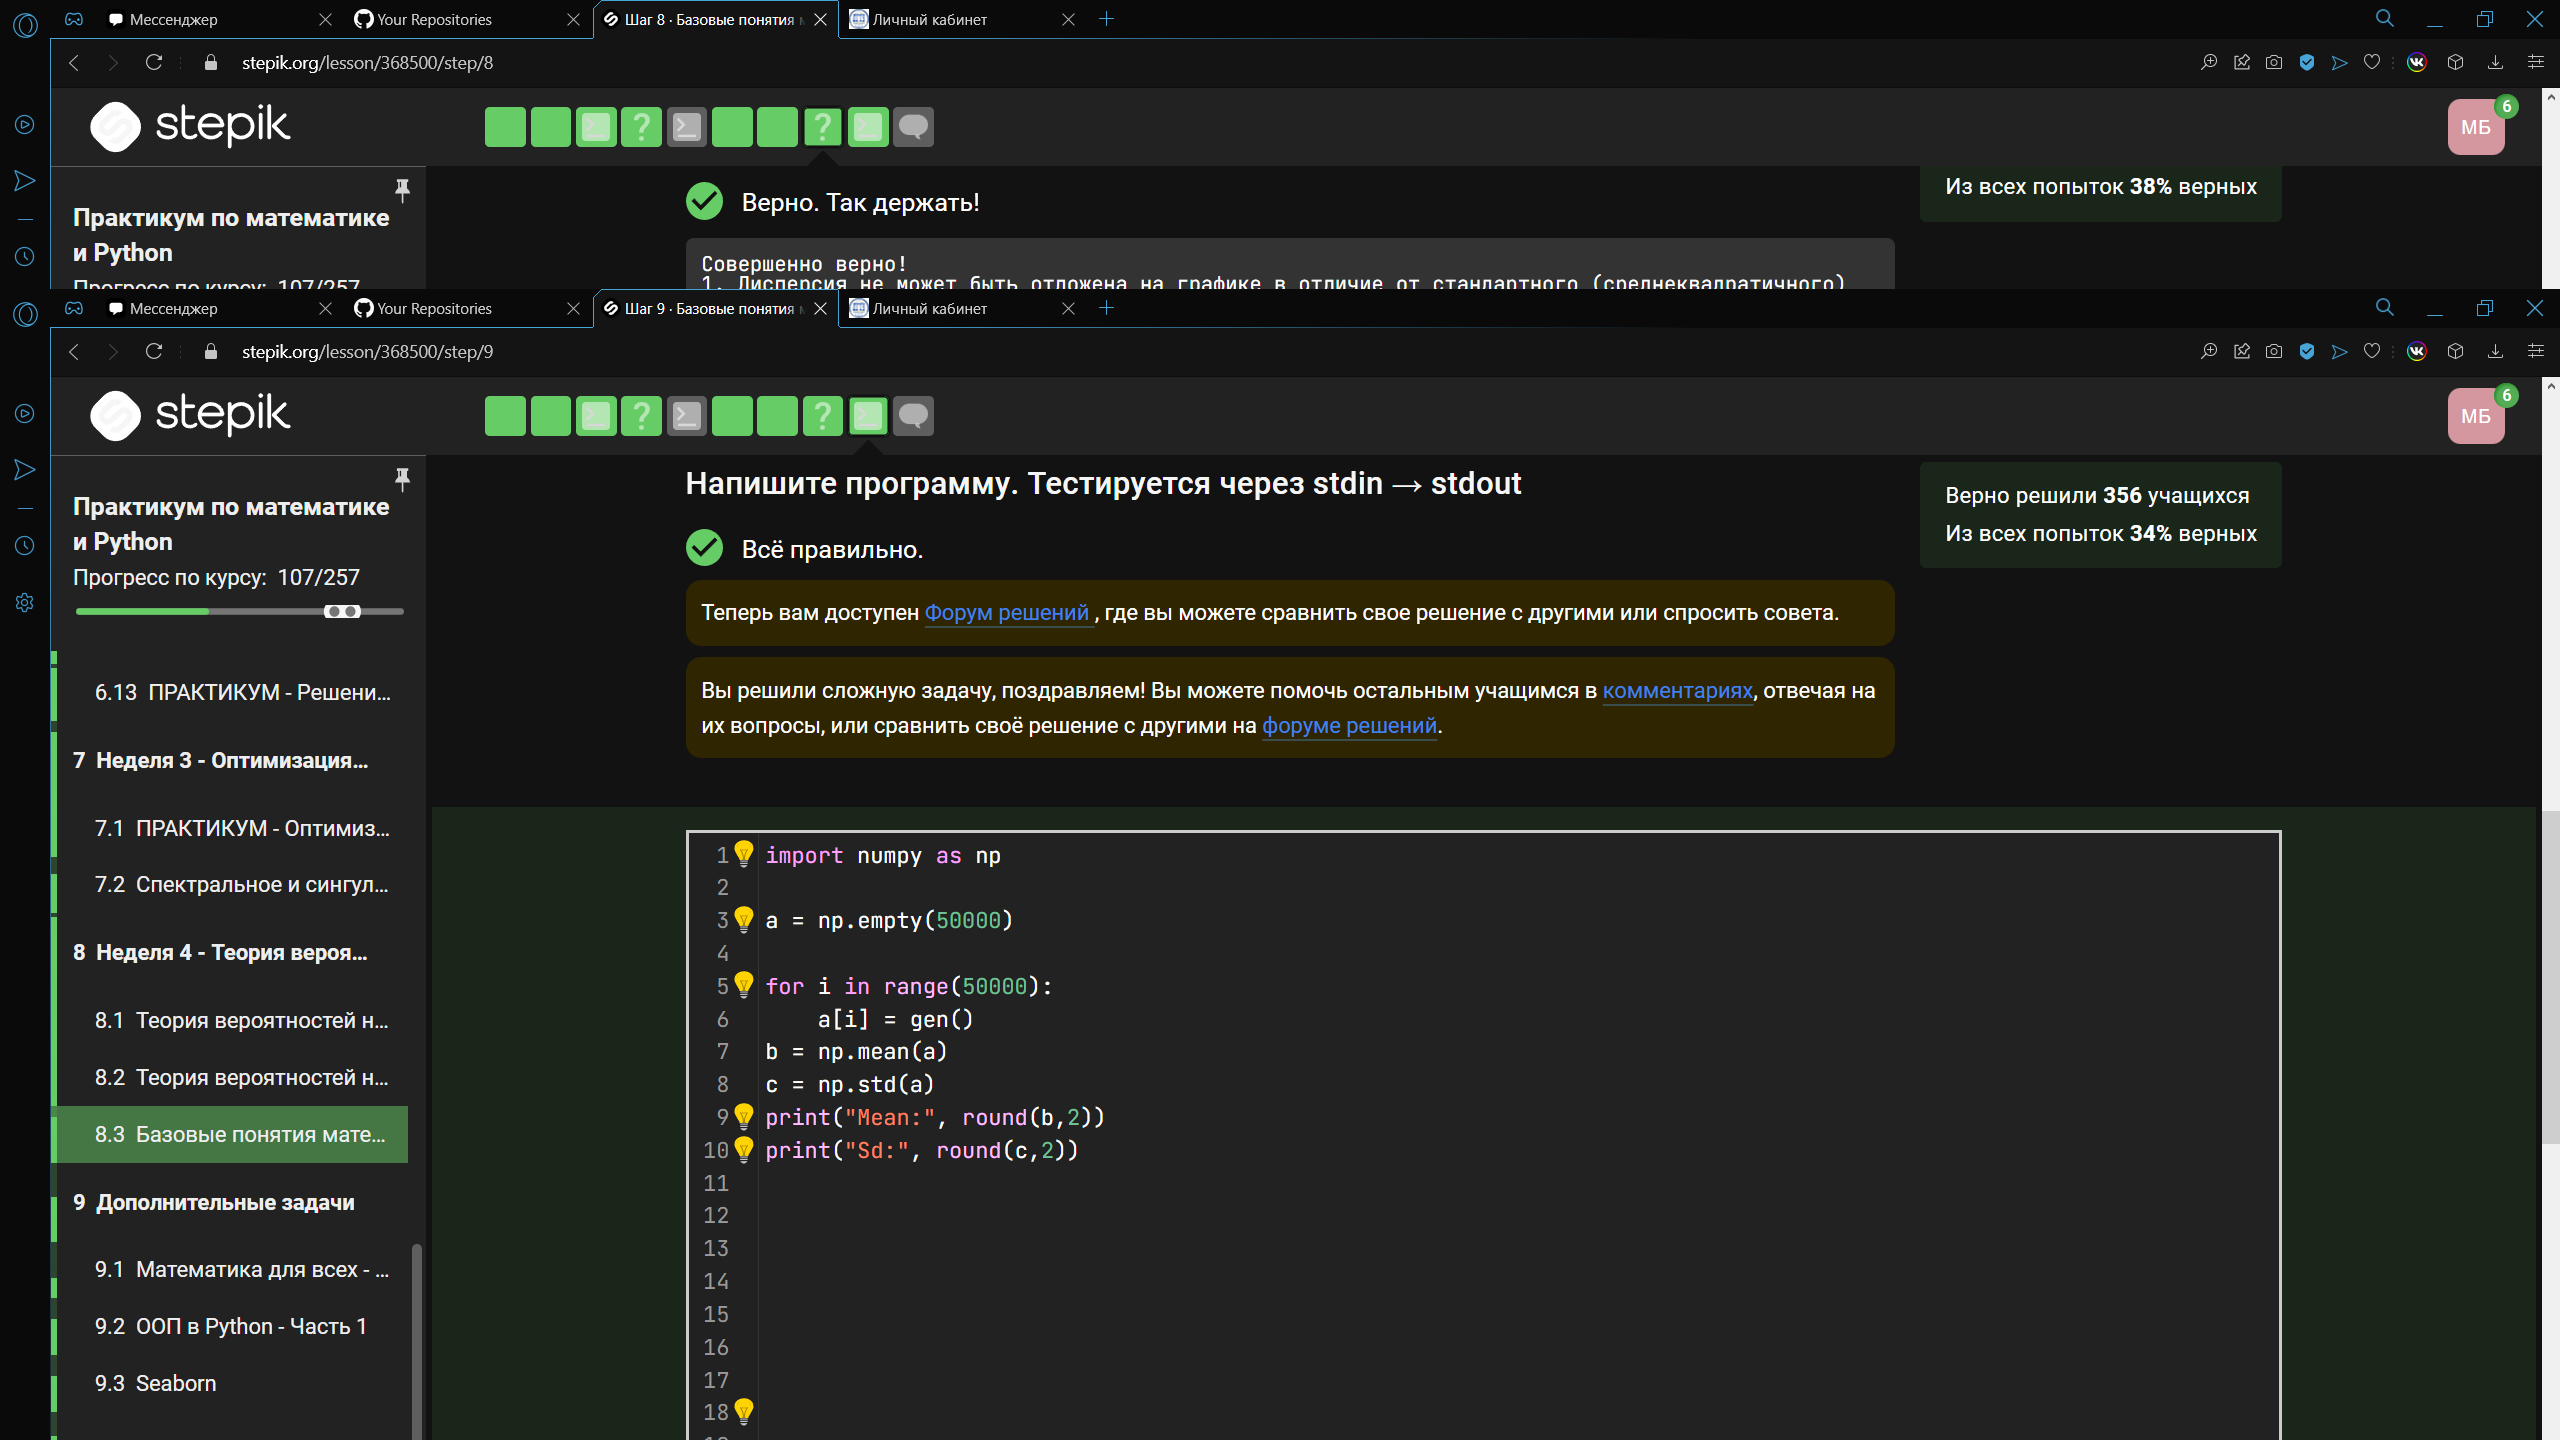 Мессенджер
Your Repositories
Шаг 8 · Базовые понятия
Личный кабинет
stepik.org/lesson/368500/step/8
stepik
МБ
6
Практикум по математике
и Python
Прогресс по курсу: 107/257
Верно. Так держать!
Совершенно верно!
1. Дисперсия не может быть отложена на графике в отличие от стандартного (среднеквадратичного)
Из всех попыток 38% верных
Мессенджер
Your Repositories
Шаг 9 · Базовые понятия
Личный кабинет
stepik.org/lesson/368500/step/9
stepik
МБ
6
Практикум по математике
и Python
Прогресс по курсу: 107/257
6.13 ПРАКТИКУМ - Решени...
7 Неделя 3 - Оптимизация...
7.1 ПРАКТИКУМ - Оптимиз...
7.2 Спектральное и сингул...
8 Неделя 4 - Теория вероя...
8.1 Теория вероятностей н...
8.2 Теория вероятностей н...
8.3 Базовые понятия мате...
9 Дополнительные задачи
9.1 Математика для всех - ...
9.2 ООП в Python - Часть 1
9.3 Seaborn
Напишите программу. Тестируется через stdin → stdout
Всё правильно.
Теперь вам доступен Форум решений , где вы можете сравнить свое решение с другими или спросить совета.
Вы решили сложную задачу, поздравляем! Вы можете помочь остальным учащимся в комментариях, отвечая на
их вопросы, или сравнить своё решение с другими на форуме решений.
Верно решили 356 учащихся
Из всех попыток 34% верных
1 import numpy as np
2
3 a = np.empty(50000)
4
5 for i in range(50000):
6     a[i] = gen()
7 b = np.mean(a)
8 c = np.std(a)
9 print("Mean:", round(b,2))
10 print("Sd:", round(c,2))
11
12
13
14
15
16
17
18